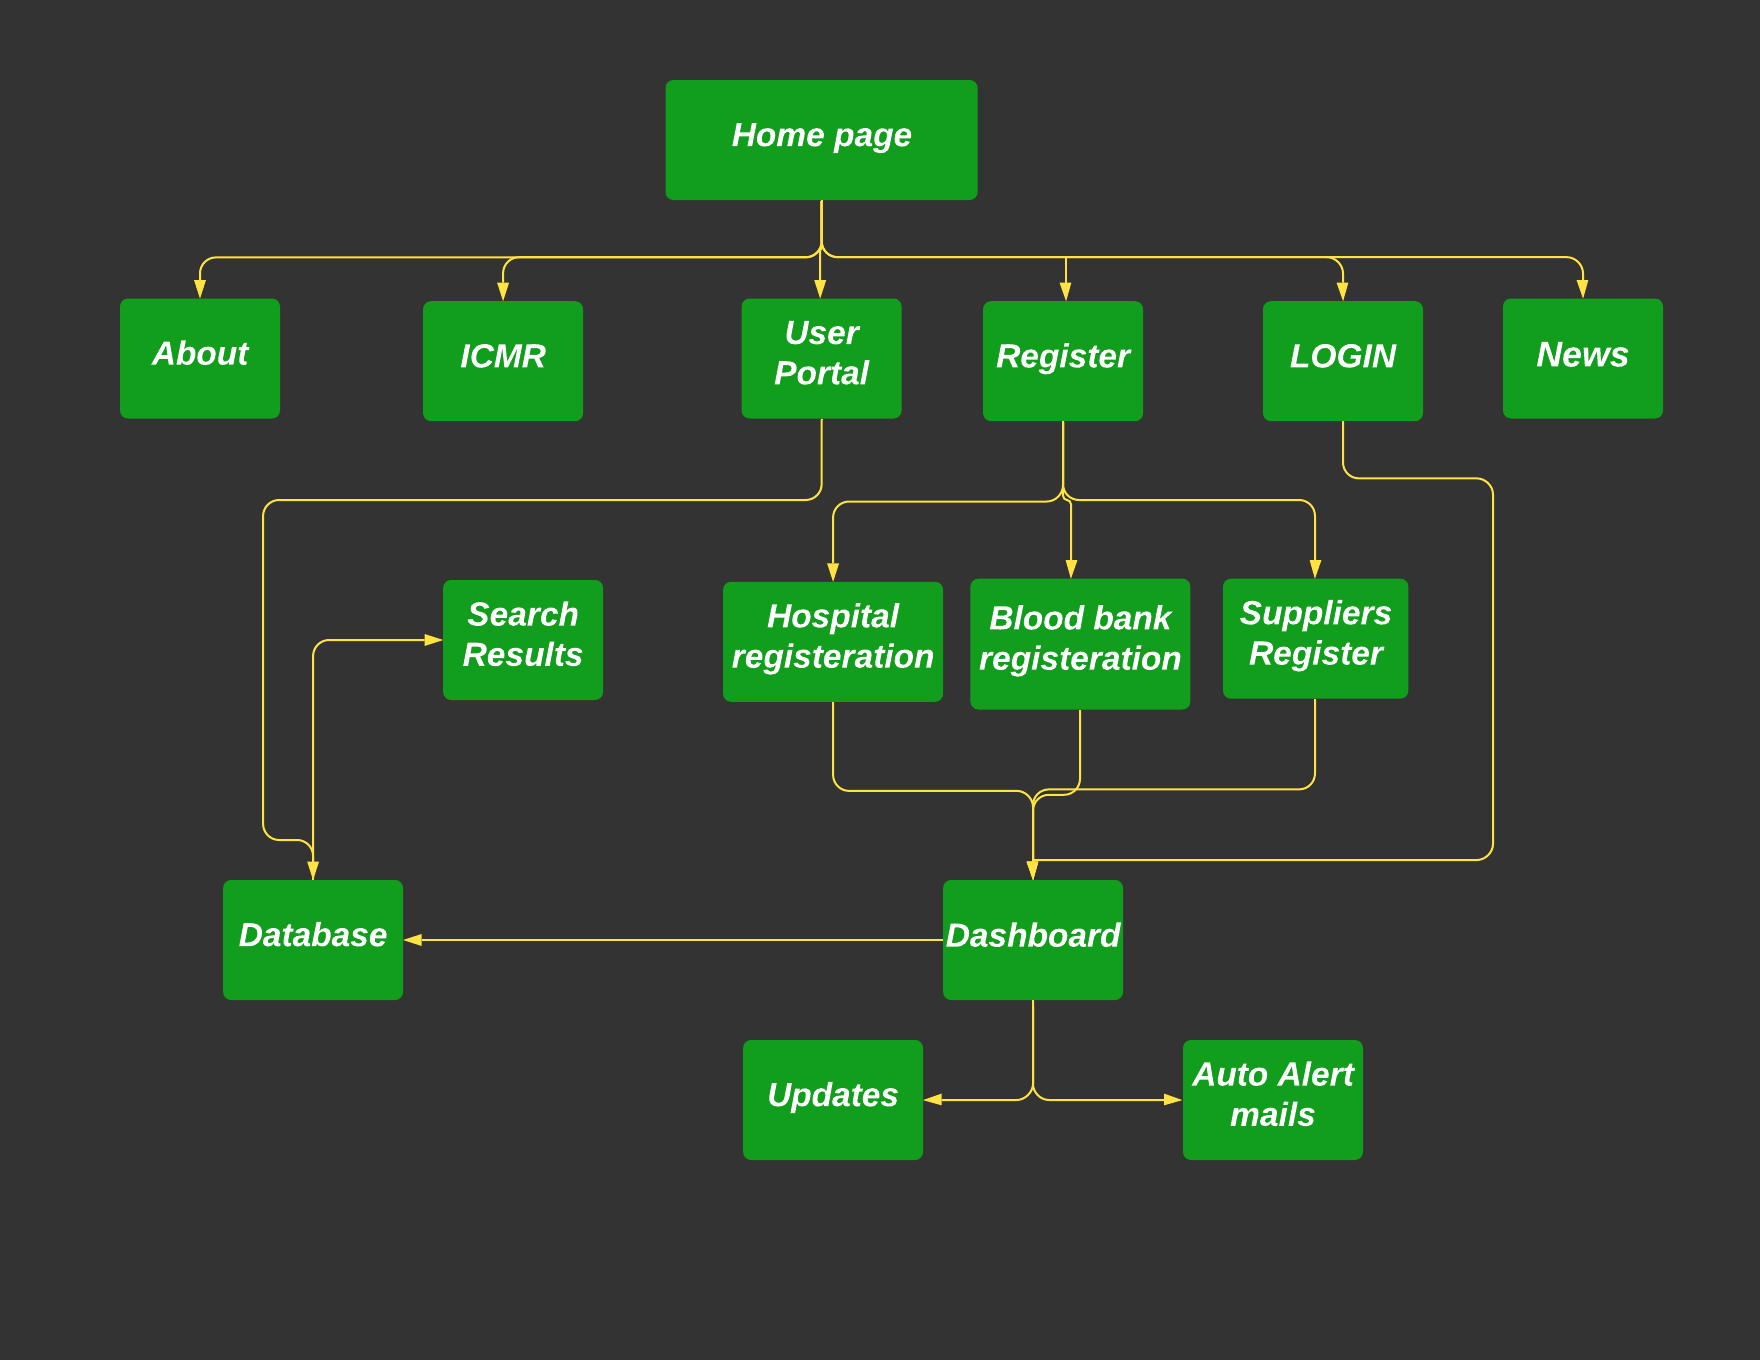 Home page
About
ICMR
User
Portal
Register
LOGIN
News
Search
Results
Hospital
registeration
Blood bank
registeration
Suppliers
Register
Database
Dashboard
Updates
Auto Alert
mails